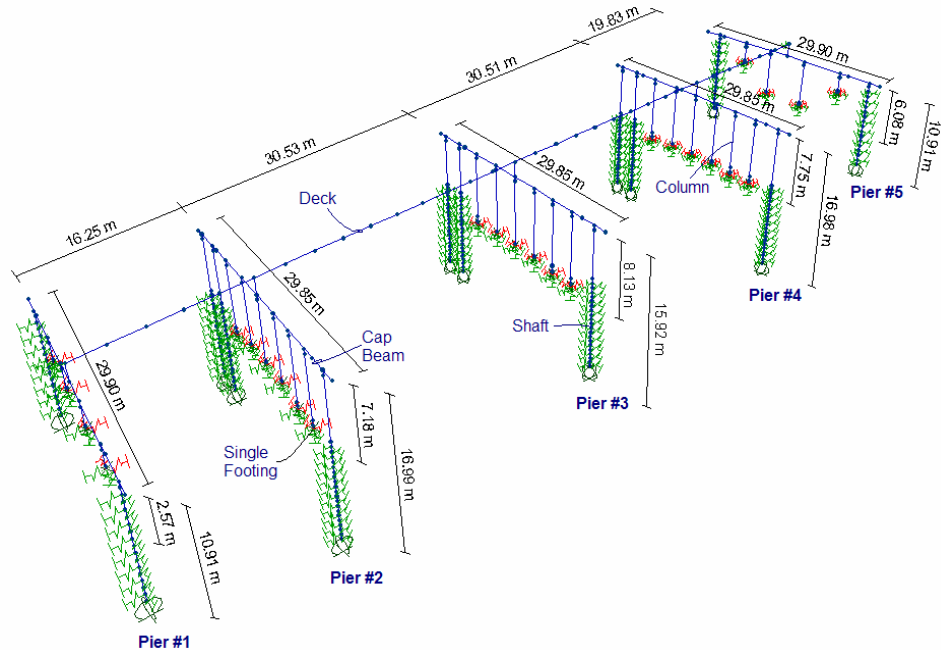 19.83 m
30.51 m
30.53 m
16.25 m
29.90 m
29.85 m
29.85 m
29.85 m
29.90 m
6.08 m
10.91 m
Pier #5
Column
7.75 m
16.98 m
Pier #4
Deck
8.13 m
15.92 m
Shaft
Pier #3
Cap
Beam
7.18 m
16.99 m
Single
Footing
Pier #2
2.57 m
10.91 m
Pier #1